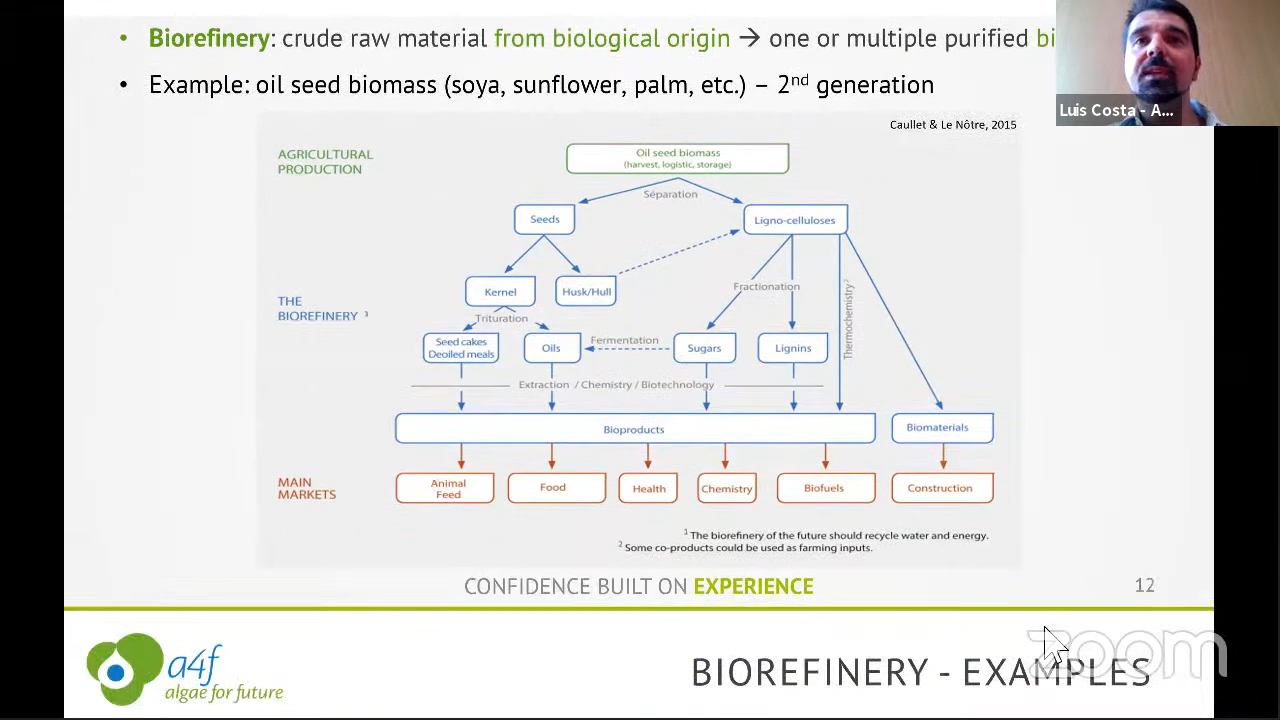 • Biorefinery: crude raw material from biological origin → one or multiple purified bi
• Example: oil seed biomass (soya, sunflower, palm, etc.) – 2nd generation
Luis Costa - A...
Caullet & Le Nôtre, 2015
AGRICULTURAL
PRODUCTION
Oil seed biomass
(harvest, logistic, storage)
Séparation
Seeds
Ligno-celluloses
THE
BIOREFINERY 1
Kernel
Husk/Hull
Fractionation
Thermochemistry 2
Trituration
Seed cakes
Deoiled meals
Oils
Fermentation
Sugars
Lignins
Extraction / Chemistry / Biotechnology
Bioproducts
Biomaterials
MAIN
MARKETS
Animal
Feed
Food
Health
Chemistry
Biofuels
Construction
1 The biorefinery of the future should recycle water and energy.
2 Some co-products could be used as farming inputs.
CONFIDENCE BUILT ON EXPERIENCE
12
a4f
algae for future
BIOREFINERY - EXAMPLES
zoom